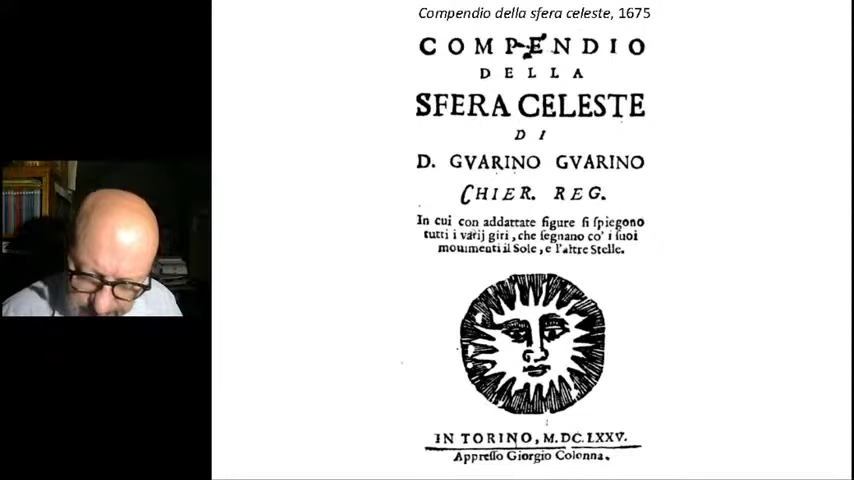 Compendio della sfera celeste, 1675
COMPENDIO
DELLA
SFERA CELESTE
DI
D. GVARINO GVARINO
CHIER. REG.
In cui con addattate figure si spiegono
tutti i varij giri, che segnano co' i suoi
mouimenti il Sole, e l'altre Stelle.
IN TORINO, M.DC.LXXV.
Appresso Giorgio Colonna.